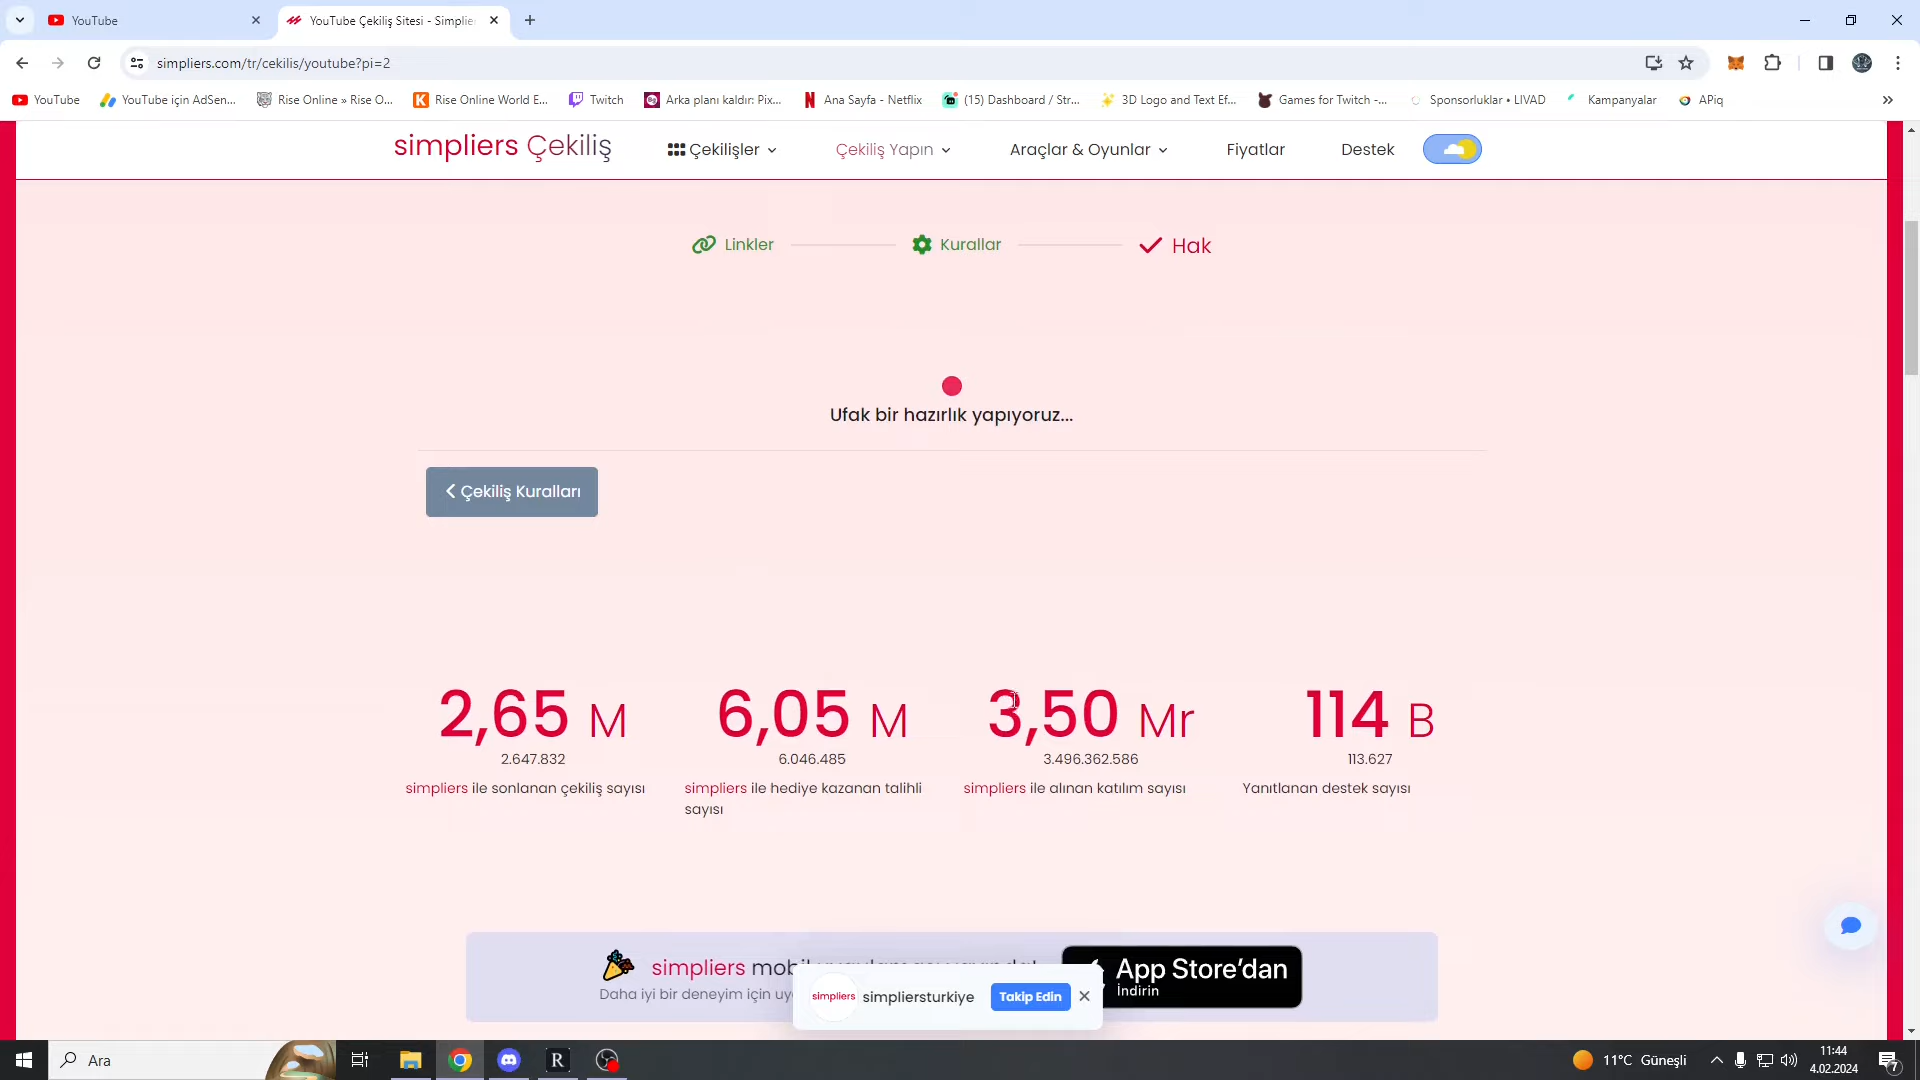 YouTube
YouTube Çekiliş Sitesi - Simplie
simpliers.com/tr/cekilis/youtube?pi=2
YouTube
YouTube için AdSen...
Rise Online » Rise O...
Rise Online World E...
Twitch
Arka planı kaldır: Pix...
Ana Sayfa - Netflix
(15) Dashboard / Str...
3D Logo and Text Ef...
Games for Twitch -...
Sponsorluklar • LIVAD
Kampanyalar
APiq
simpliers Çekiliş
Çekilişler
Çekiliş Yapın
Araçlar & Oyunlar
Fiyatlar
Destek
Linkler
Kurallar
Hak
Ufak bir hazırlık yapıyoruz...
Çekiliş Kuralları
2,65 M
2.647.832
simpliers ile sonlanan çekiliş sayısı
6,05 M
6.046.485
simpliers ile hediye kazanan talihli
sayısı
3,50 Mr
3.496.362.586
simpliers ile alınan katılım sayısı
114 B
113.627
Yanıtlanan destek sayısı
simpliers
Daha iyi bir deneyim için
App Store'dan
İndirin
simpliers
simpliersturkiye
Takip Edin
Ara
R
11°C Güneşli
11:44
4.02.2024
7